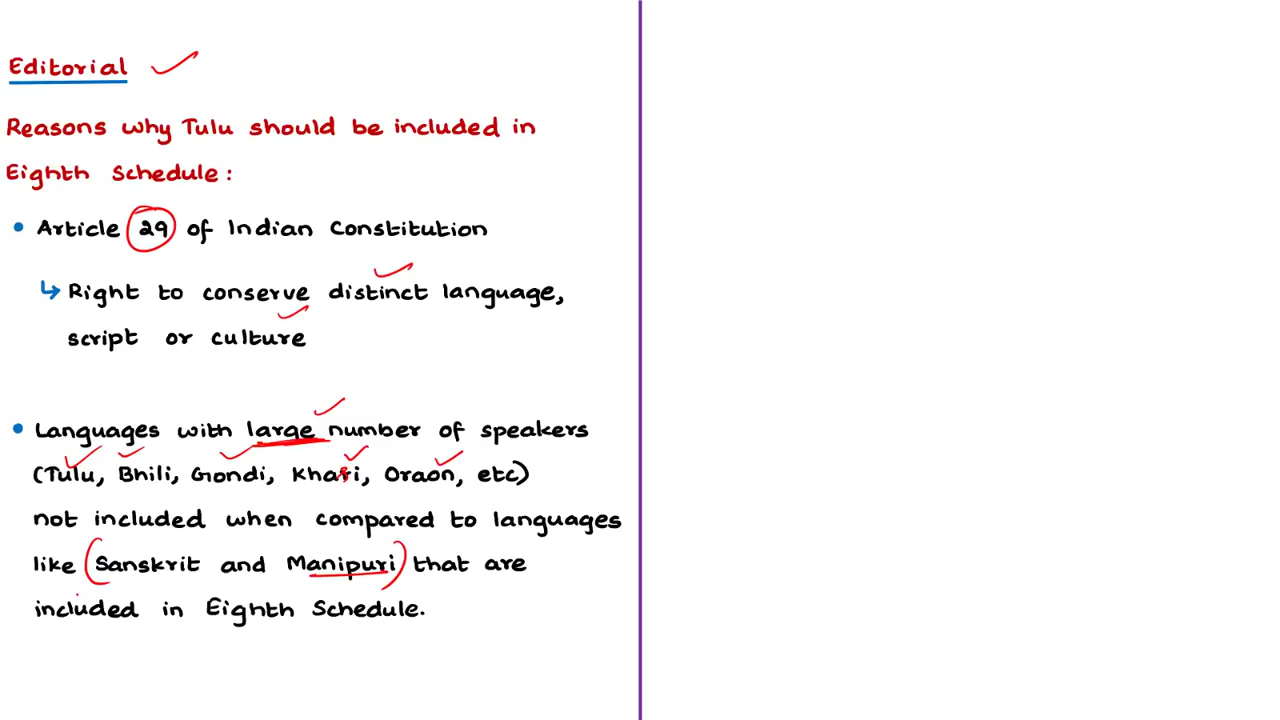 Editorial
Reasons why Tulu should be included in
Eighth Schedule:
• Article 29 of Indian Constitution
↳ Right to conserve distinct language,
script or culture
• Languages with large number of speakers
(Tulu, Bhili, Gondi, Khasi, Oraon, etc)
not included when compared to languages
like (Sanskrit and Manipuri) that are
included in Eighth Schedule.